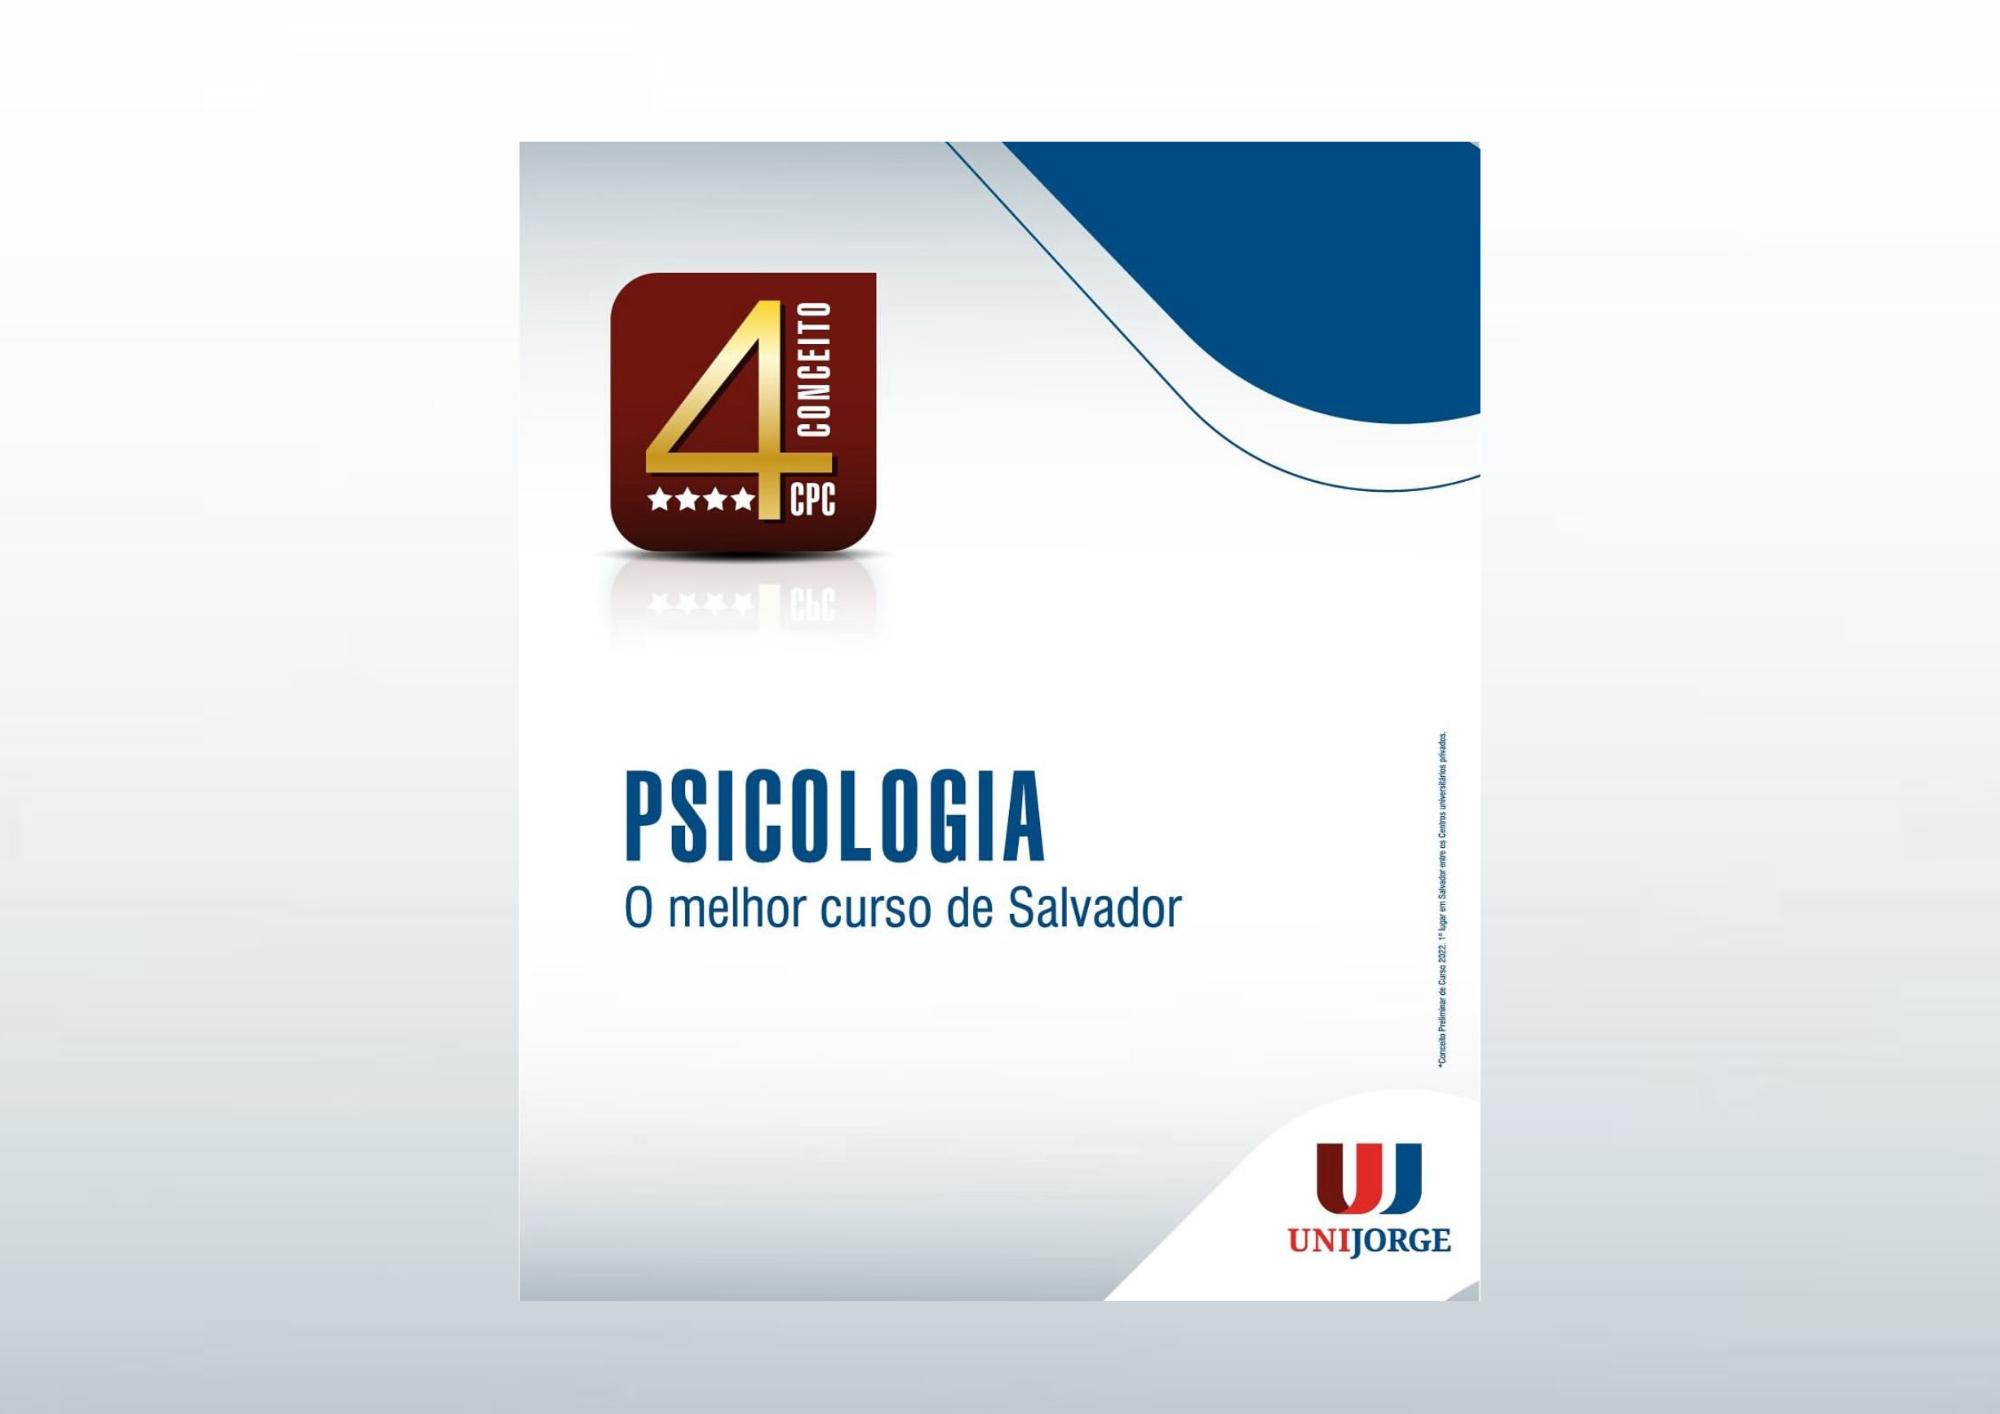 4
CONCEITO
CPC
PSICOLOGIA
O melhor curso de Salvador
*Conceito Preliminar de Curso 2022. 1º lugar em Salvador entre os Centros universitários privados.
UNIJORGE